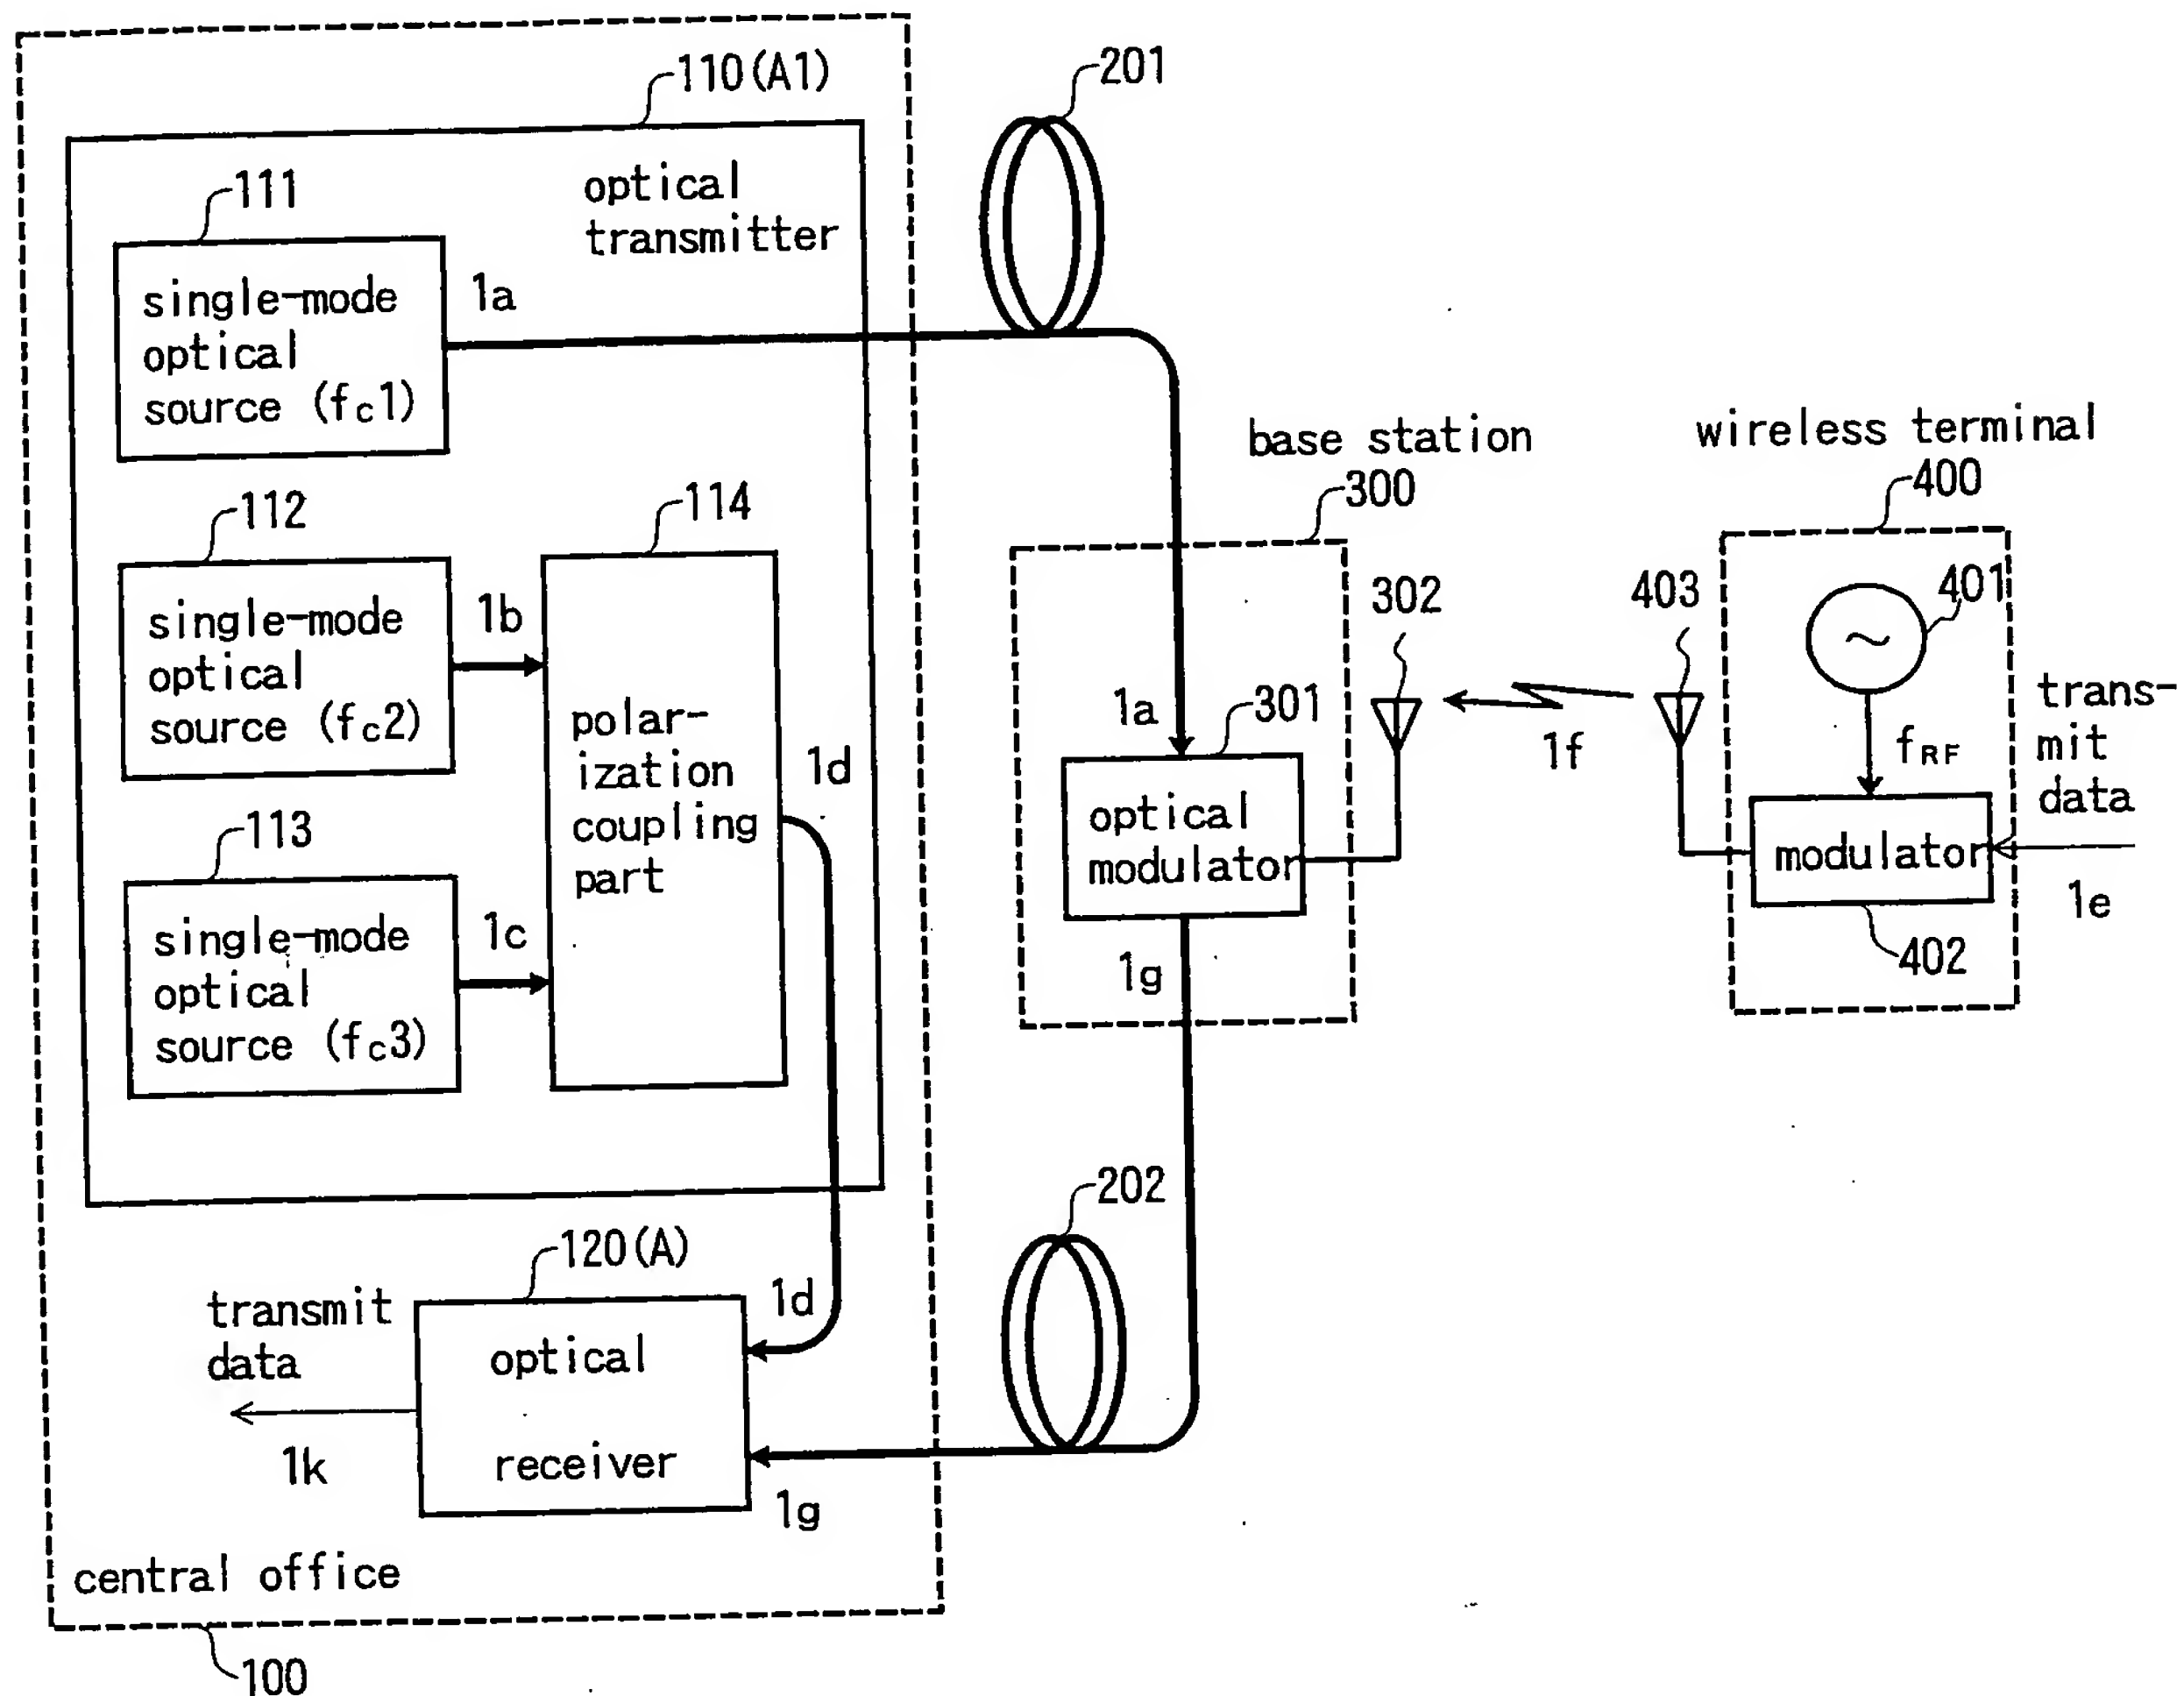 110(A1)
201
optical
transmitter
111
single-mode
optical
source (fc1)
1a
base station
300
wireless terminal
400
112
single-mode
optical
source (fc2)
1b
114
polar-
ization
coupling
part
1d
113
single-mode
optical
source (fc3)
1c
1a
301
optical
modulator
302
1g
1f
403
401
fRF
trans-
mit
data
modulator
1e
402
202
120(A)
1d
transmit
data
optical
receiver
1k
1g
central office
100